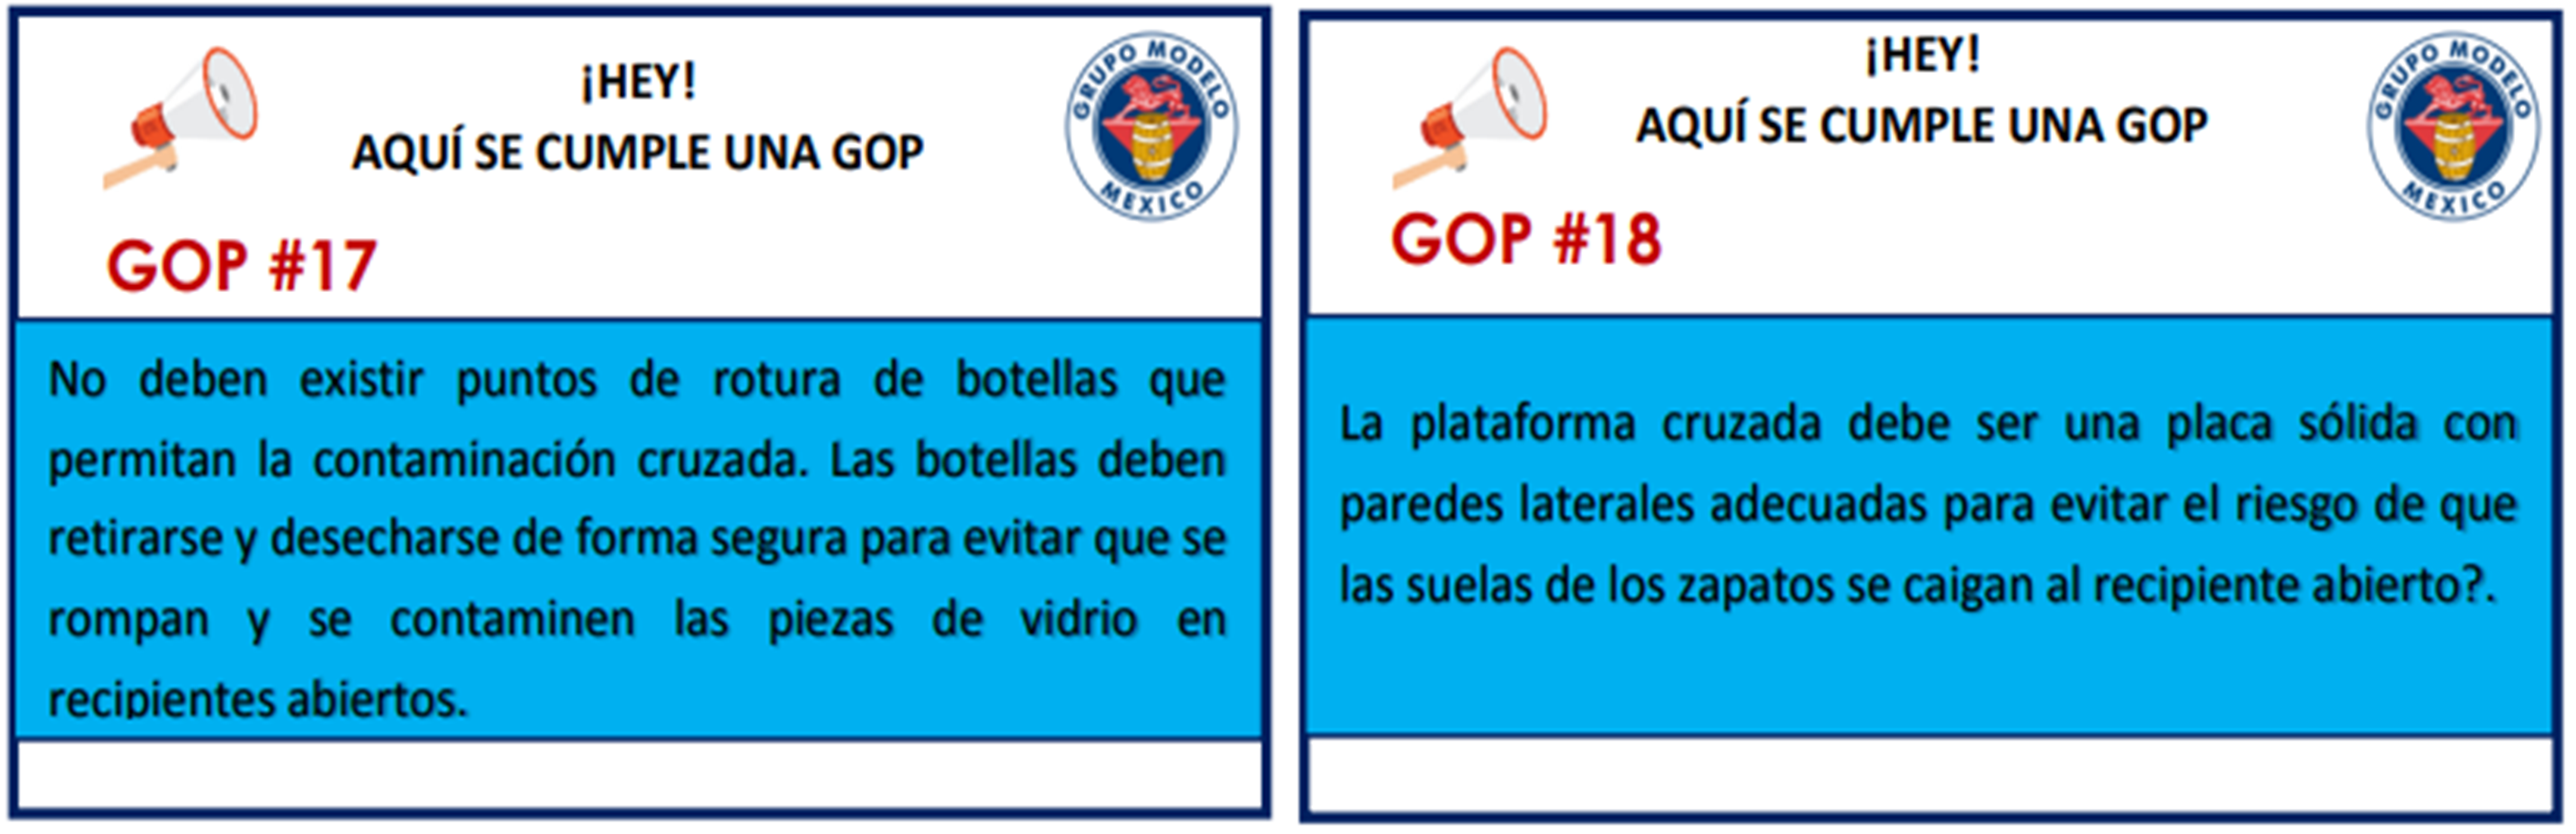 ¡HEY!
AQUÍ SE CUMPLE UNA GOP
GRUPO MODELO
MEXICO
GOP #17
No deben existir puntos de rotura de botellas que
permitan la contaminación cruzada. Las botellas deben
retirarse y desecharse de forma segura para evitar que se
rompan y se contaminen las piezas de vidrio en
recipientes abiertos.
¡HEY!
AQUÍ SE CUMPLE UNA GOP
GRUPO MODELO
MEXICO
GOP #18
La plataforma cruzada debe ser una placa sólida con
paredes laterales adecuadas para evitar el riesgo de que
las suelas de los zapatos se caigan al recipiente abierto?.